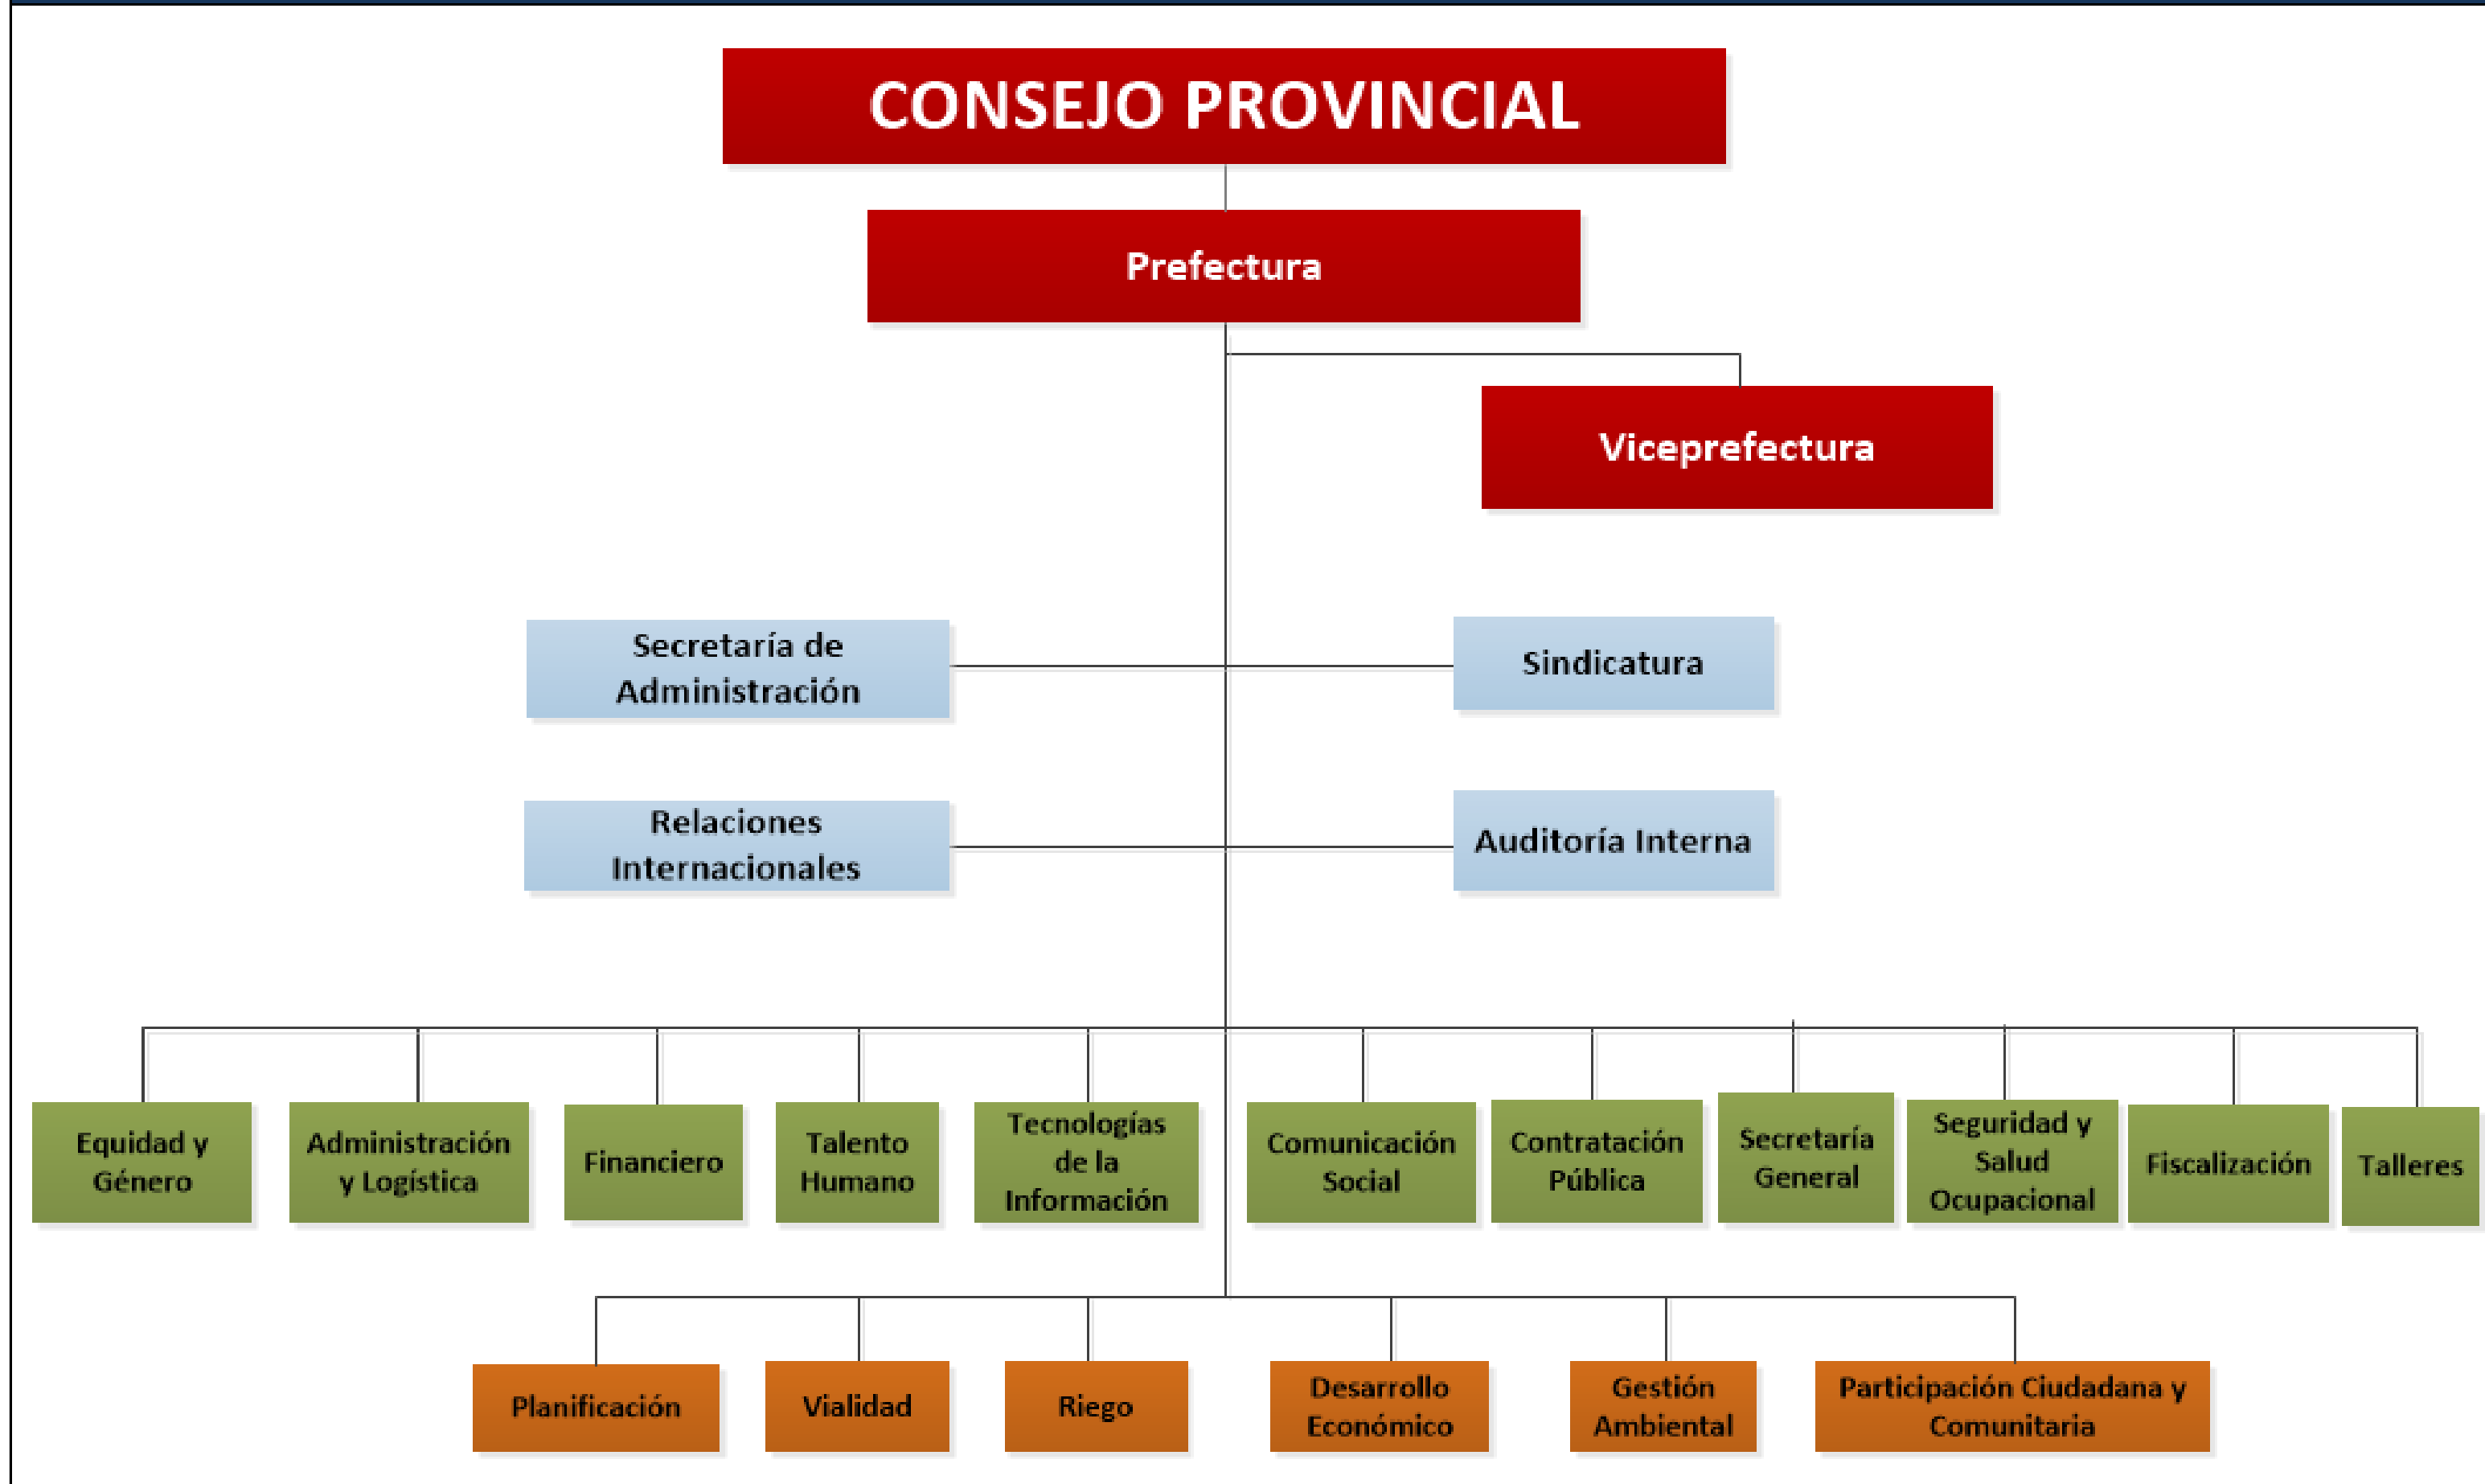 CONSEJO PROVINCIAL
Prefectura
Viceprefectura
Secretaría de
Administración
Sindicatura
Relaciones
Internacionales
Auditoría Interna
Equidad y
Género
Administración
y Logística
Financiero
Talento
Humano
Tecnologías
de la
Información
Comunicación
Social
Contratación
Pública
Secretaría
General
Seguridad y
Salud
Ocupacional
Fiscalización
Talleres
Planificación
Vialidad
Riego
Desarrollo
Económico
Gestión
Ambiental
Participación Ciudadana y
Comunitaria